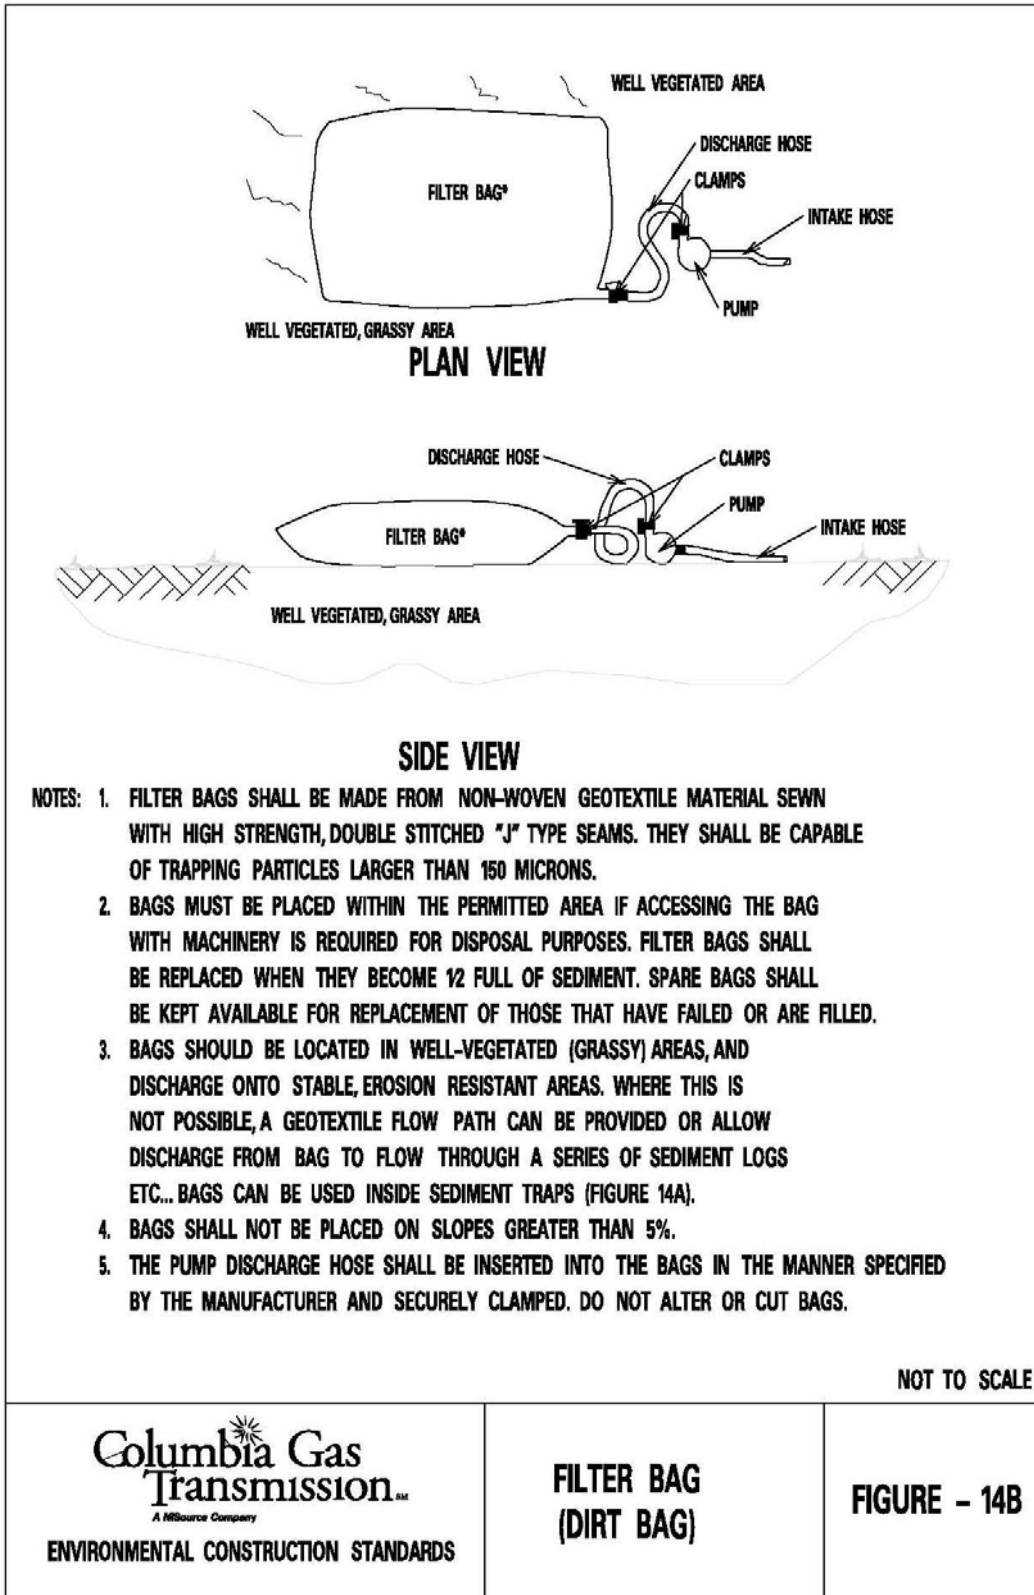 WELL VEGETATED AREA
DISCHARGE HOSE
CLAMPS
FILTER BAG*
INTAKE HOSE
PUMP
WELL VEGETATED, GRASSY AREA
PLAN VIEW
DISCHARGE HOSE
CLAMPS
PUMP
INTAKE HOSE
FILTER BAG*
WELL VEGETATED, GRASSY AREA
SIDE VIEW
NOTES: 1. FILTER BAGS SHALL BE MADE FROM NON-WOVEN GEOTEXTILE MATERIAL SEWN
WITH HIGH STRENGTH, DOUBLE STITCHED "J" TYPE SEAMS. THEY SHALL BE CAPABLE
OF TRAPPING PARTICLES LARGER THAN 150 MICRONS.
2. BAGS MUST BE PLACED WITHIN THE PERMITTED AREA IF ACCESSING THE BAG
WITH MACHINERY IS REQUIRED FOR DISPOSAL PURPOSES. FILTER BAGS SHALL
BE REPLACED WHEN THEY BECOME 1/2 FULL OF SEDIMENT. SPARE BAGS SHALL
BE KEPT AVAILABLE FOR REPLACEMENT OF THOSE THAT HAVE FAILED OR ARE FILLED.
3. BAGS SHOULD BE LOCATED IN WELL-VEGETATED (GRASSY) AREAS, AND
DISCHARGE ONTO STABLE, EROSION RESISTANT AREAS. WHERE THIS IS
NOT POSSIBLE, A GEOTEXTILE FLOW PATH CAN BE PROVIDED OR ALLOW
DISCHARGE FROM BAG TO FLOW THROUGH A SERIES OF SEDIMENT LOGS
ETC... BAGS CAN BE USED INSIDE SEDIMENT TRAPS (FIGURE 14A).
4. BAGS SHALL NOT BE PLACED ON SLOPES GREATER THAN 5%.
5. THE PUMP DISCHARGE HOSE SHALL BE INSERTED INTO THE BAGS IN THE MANNER SPECIFIED
BY THE MANUFACTURER AND SECURELY CLAMPED. DO NOT ALTER OR CUT BAGS.
NOT TO SCALE
Columbia Gas
Transmission SM
A NiSource Company
ENVIRONMENTAL CONSTRUCTION STANDARDS
FILTER BAG
(DIRT BAG)
FIGURE - 14B